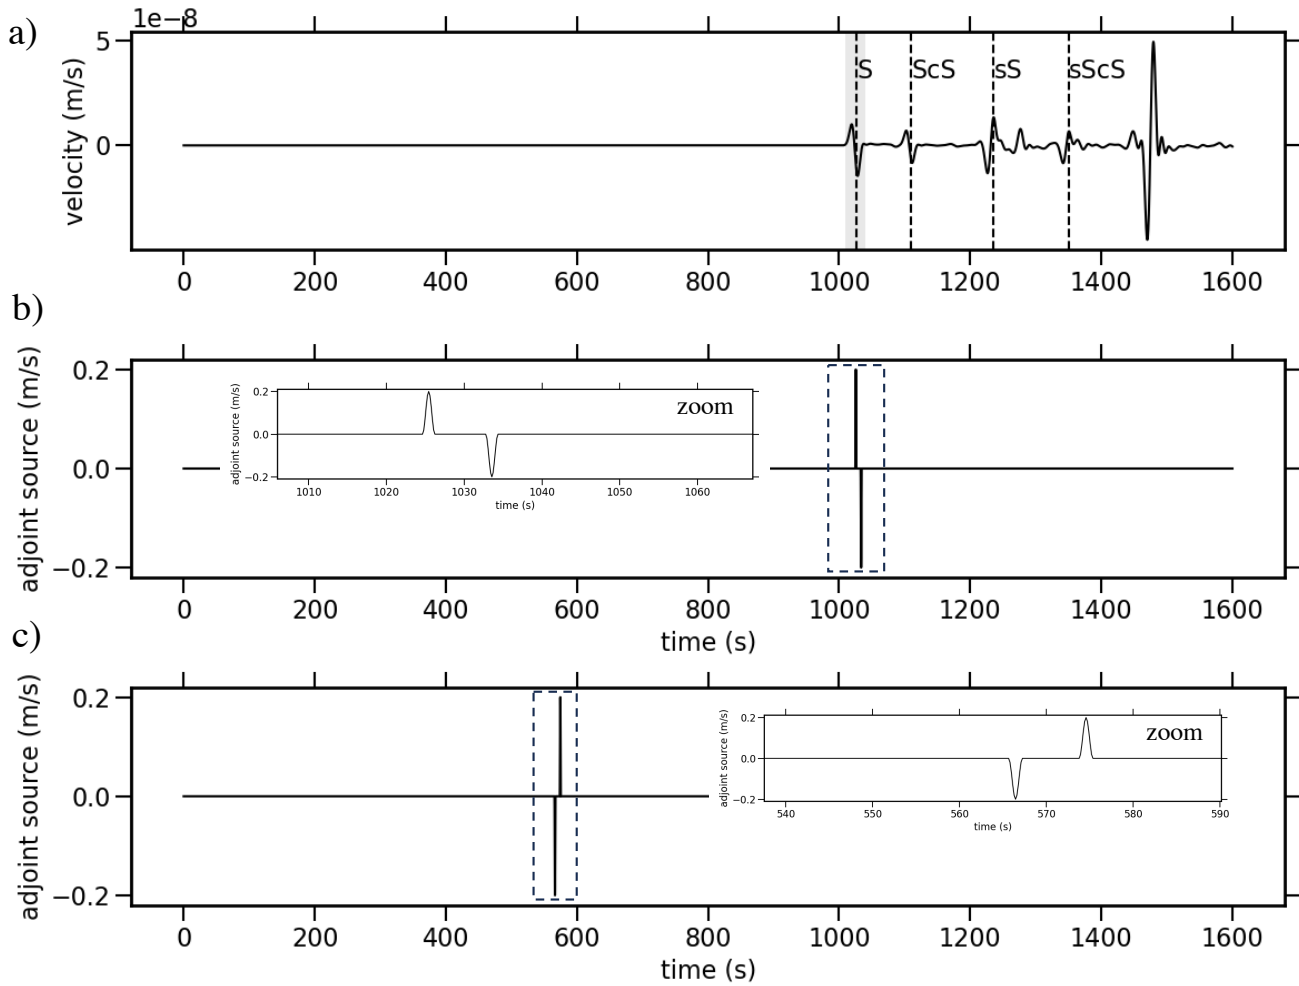 a)
1e−8
velocity (m/s)
5
0
S
ScS
sS
sScS
0 200 400 600 800 1000 1200 1400 1600
b)
adjoint source (m/s)
0.2
0.0
−0.2
adjoint source (m/s)
0.2
0.0
−0.2
zoom
1010 1020 1030 1040 1050 1060
time (s)
0 200 400 600 800 1000 1200 1400 1600
time (s)
c)
adjoint source (m/s)
0.2
0.0
−0.2
adjoint source (m/s)
0.2
0.0
−0.2
zoom
540 550 560 570 580 590
time (s)
0 200 400 600 800 1000 1200 1400 1600
time (s)